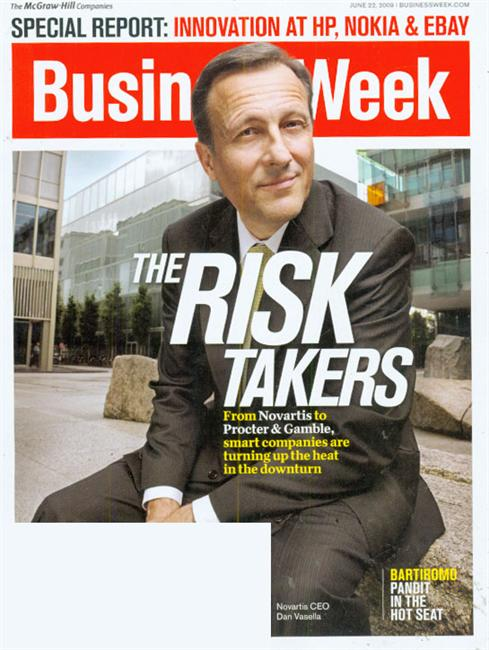 The McGraw-Hill Companies
JUNE 22, 2009 | BUSINESSWEEK.COM
SPECIAL REPORT: INNOVATION AT HP, NOKIA & EBAY
Busin Week
THE RISK
TAKERS
From Novartis to
Procter & Gamble,
smart companies are
turning up the heat
in the downturn
Novartis CEO
Dan Vasella
BARTIROMO
PANDIT
IN THE
HOT SEAT